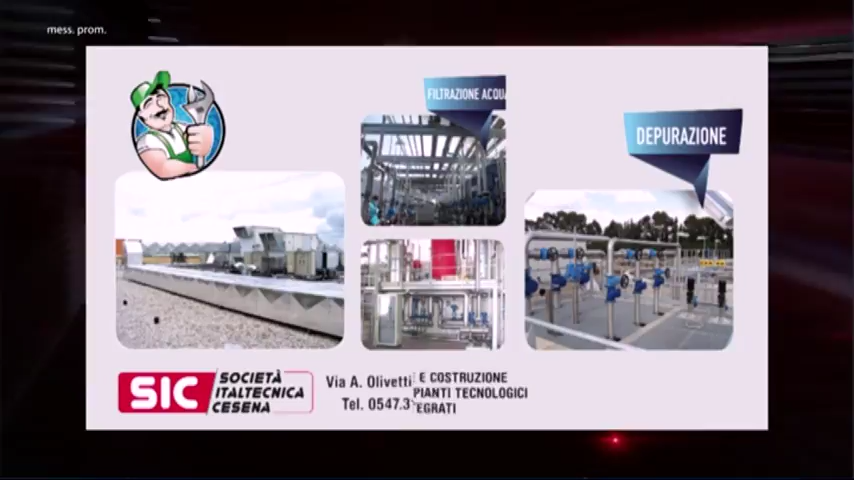 mess. prom.
FILTRAZIONE ACQUA
DEPURAZIONE
SIC
SOCIETÀ
ITALTECNICA
CESENA
Via A. Olivetti
Tel. 0547.3
E COSTRUZIONE
PIANTI TECNOLOGICI
EGRATI